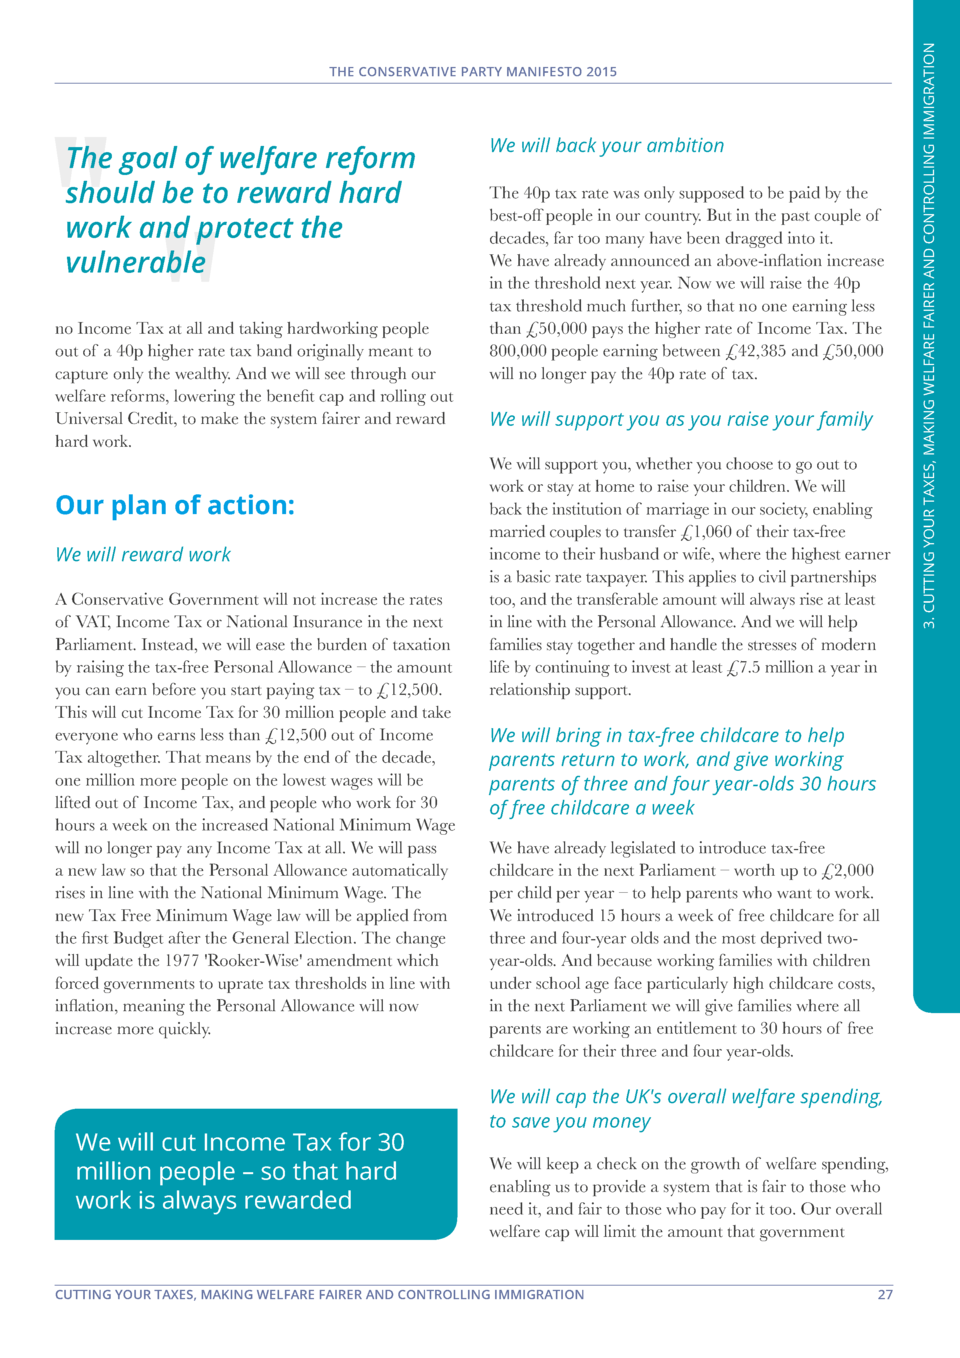 THE CONSERVATIVE PARTY MANIFESTO 2015
The goal of welfare reform
should be to reward hard
work and protect the
vulnerable
no Income Tax at all and taking hardworking people
out of a 40p higher rate tax band originally meant to
capture only the wealthy. And we will see through our
welfare reforms, lowering the benefit cap and rolling out
Universal Credit, to make the system fairer and reward
hard work.
Our plan of action:
We will reward work
A Conservative Government will not increase the rates
of VAT, Income Tax or National Insurance in the next
Parliament. Instead, we will ease the burden of taxation
by raising the tax-free Personal Allowance – the amount
you can earn before you start paying tax – to £12,500.
This will cut Income Tax for 30 million people and take
everyone who earns less than £12,500 out of Income
Tax altogether. That means by the end of the decade,
one million more people on the lowest wages will be
lifted out of Income Tax, and people who work for 30
hours a week on the increased National Minimum Wage
will no longer pay any Income Tax at all. We will pass
a new law so that the Personal Allowance automatically
rises in line with the National Minimum Wage. The
new Tax Free Minimum Wage law will be applied from
the first Budget after the General Election. The change
will update the 1977 'Rooker-Wise' amendment which
forced governments to uprate tax thresholds in line with
inflation, meaning the Personal Allowance will now
increase more quickly.
We will cut Income Tax for 30
million people – so that hard
work is always rewarded
We will back your ambition
The 40p tax rate was only supposed to be paid by the
best-off people in our country. But in the past couple of
decades, far too many have been dragged into it.
We have already announced an above-inflation increase
in the threshold next year. Now we will raise the 40p
tax threshold much further, so that no one earning less
than £50,000 pays the higher rate of Income Tax. The
800,000 people earning between £42,385 and £50,000
will no longer pay the 40p rate of tax.
We will support you as you raise your family
We will support you, whether you choose to go out to
work or stay at home to raise your children. We will
back the institution of marriage in our society, enabling
married couples to transfer £1,060 of their tax-free
income to their husband or wife, where the highest earner
is a basic rate taxpayer. This applies to civil partnerships
too, and the transferable amount will always rise at least
in line with the Personal Allowance. And we will help
families stay together and handle the stresses of modern
life by continuing to invest at least £7.5 million a year in
relationship support.
We will bring in tax-free childcare to help
parents return to work, and give working
parents of three and four year-olds 30 hours
of free childcare a week
We have already legislated to introduce tax-free
childcare in the next Parliament – worth up to £2,000
per child per year – to help parents who want to work.
We introduced 15 hours a week of free childcare for all
three and four-year olds and the most deprived two-
year-olds. And because working families with children
under school age face particularly high childcare costs,
in the next Parliament we will give families where all
parents are working an entitlement to 30 hours of free
childcare for their three and four year-olds.
We will cap the UK's overall welfare spending,
to save you money
We will keep a check on the growth of welfare spending,
enabling us to provide a system that is fair to those who
need it, and fair to those who pay for it too. Our overall
welfare cap will limit the amount that government
3. CUTTING YOUR TAXES, MAKING WELFARE FAIRER AND CONTROLLING IMMIGRATION
CUTTING YOUR TAXES, MAKING WELFARE FAIRER AND CONTROLLING IMMIGRATION
27